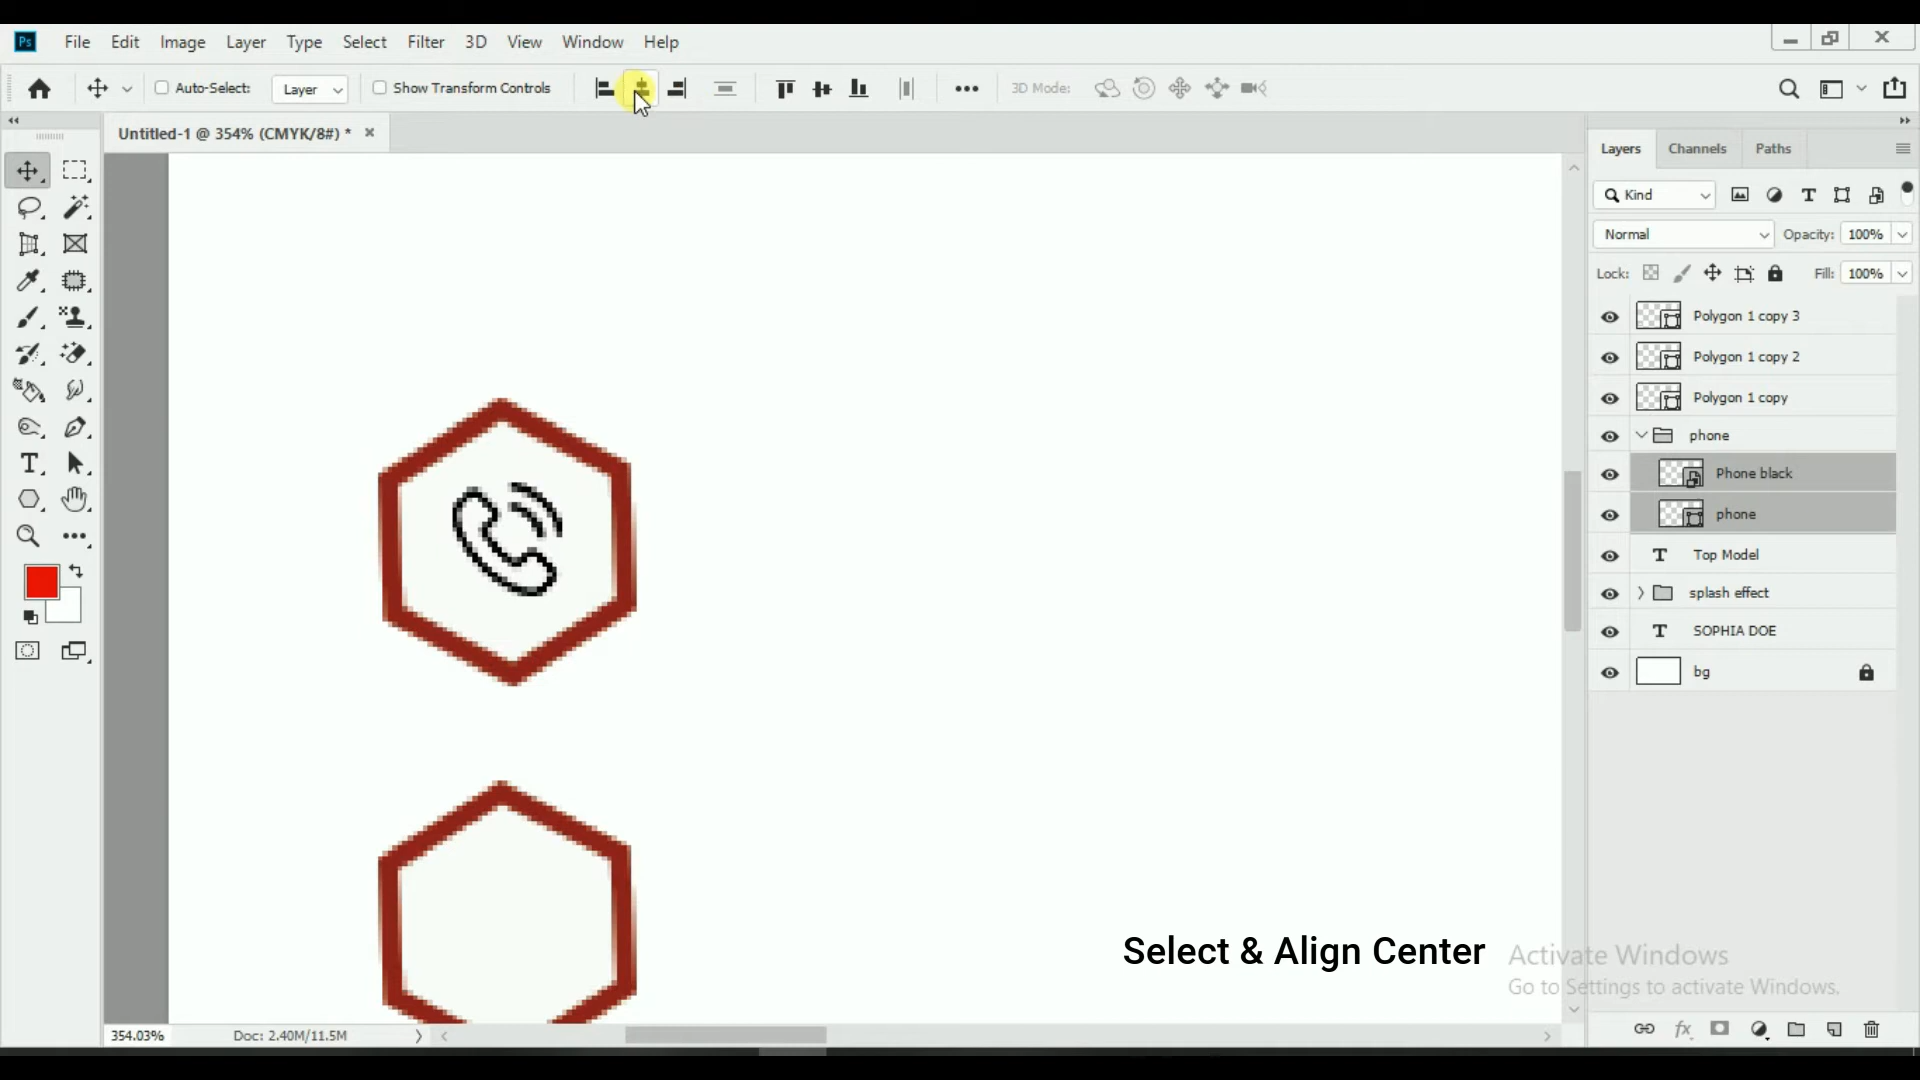 Ps File Edit Image Layer Type Select Filter 3D View Window Help
Auto-Select: Layer Show Transform Controls 3D Mode:
Untitled-1 @ 354% (CMYK/8#) *
Layers Channels Paths
Kind
Normal Opacity: 100%
Lock: Fill: 100%
Polygon 1 copy 3
Polygon 1 copy 2
Polygon 1 copy
phone
Phone black
phone
Top Model
splash effect
SOPHIA DOE
bg
Select & Align Center
Activate Windows
Go to Settings to activate Windows.
354.03% Doc: 2.40M/11.5M